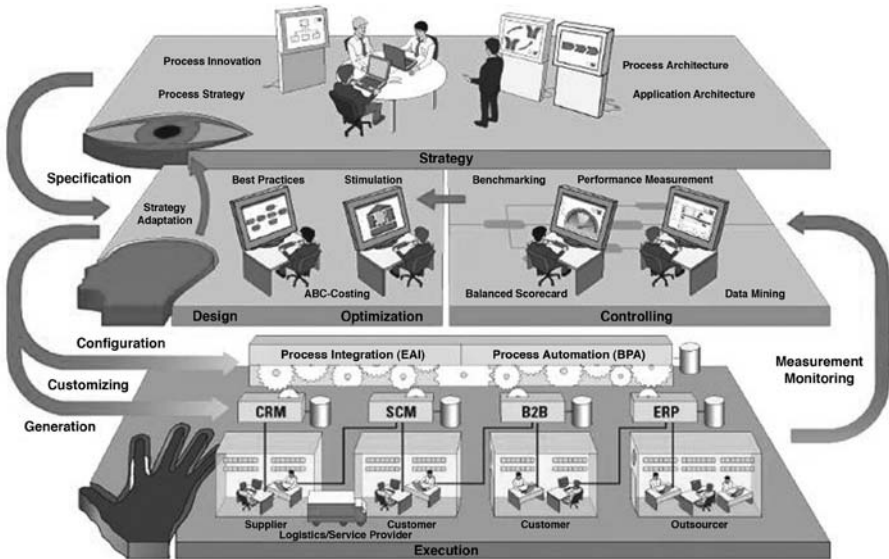 Process Innovation
Process Architecture
Process Strategy
Application Architecture
Strategy
Specification
Best Practices
Stimulation
Benchmarking
Performance Measurement
Strategy
Adaptation
ABC-Costing
Balanced Scorecard
Data Mining
Design
Optimization
Controlling
Configuration
Process Integration (EAI)
Process Automation (BPA)
Measurement
Monitoring
Customizing
CRM
SCM
B2B
ERP
Generation
Supplier
Customer
Customer
Outsourcer
Logistics/Service Provider
Execution